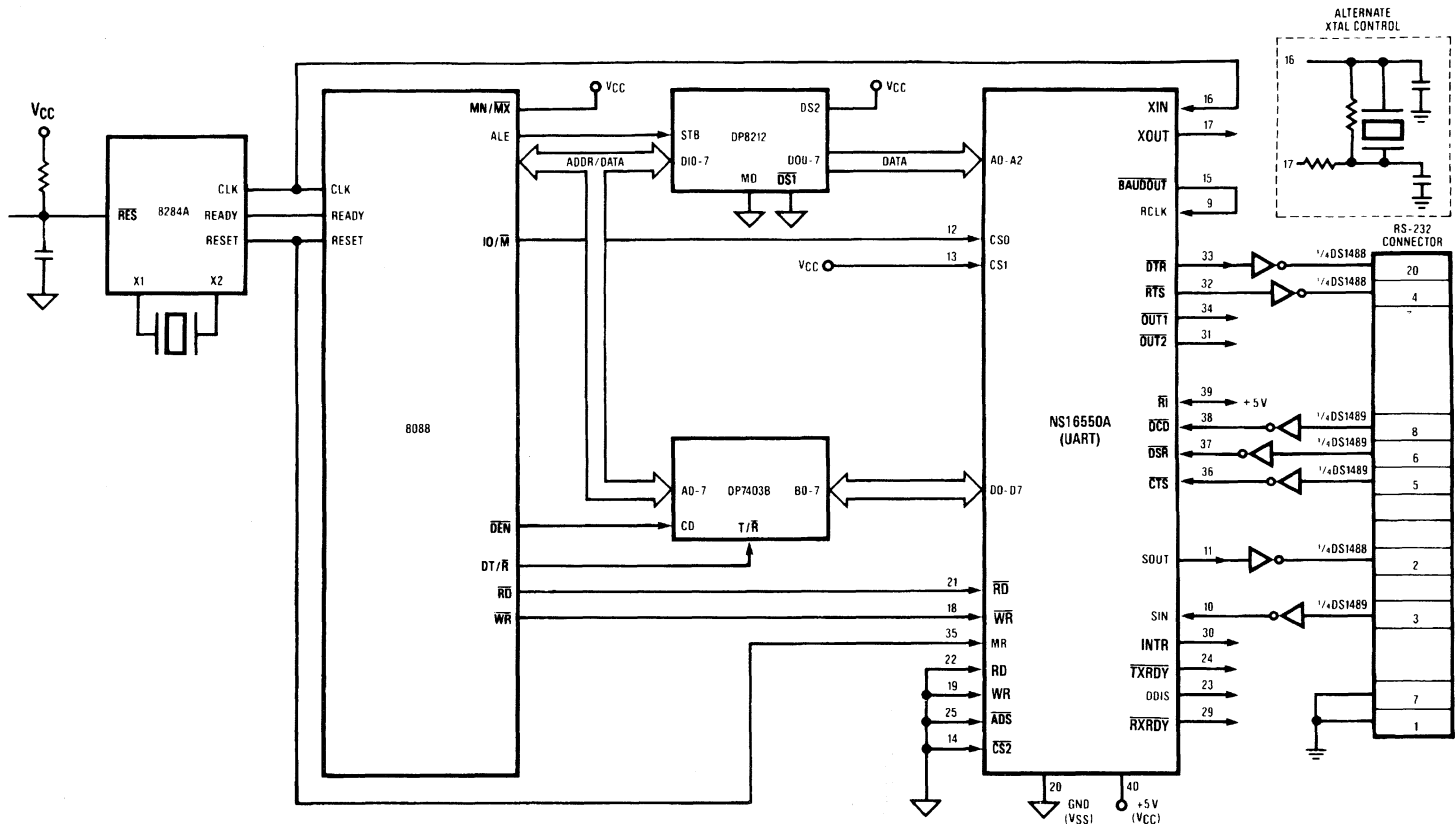 ALTERNATE
XTAL CONTROL
16
17
VCC
RES
8284A
CLK
READY
RESET
X1
X2
CLK
READY
RESET
8088
MN/MX
ALE
ADDR/DATA
IO/M
DEN
DT/R
RD
WR
VCC
STB
DP8212
DS2
DI0-7
DO0-7
MD
DS1
VCC
DATA
VCC
A0-7
DP7403B
B0-7
CD
T/R
12
13
21
18
35
22
19
25
14
A0-A2
CS0
CS1
D0-D7
RD
WR
MR
RD
WR
ADS
CS2
NS16550A
(UART)
XIN
16
XOUT
17
BAUDOUT
15
RCLK
9
DTR
33
1/4DS1488
RTS
32
1/4DS1488
OUT1
34
OUT2
31
RI
39
+5V
DCD
38
1/4DS1489
DSR
37
1/4DS1489
CTS
36
1/4DS1489
SOUT
11
1/4DS1488
SIN
10
1/4DS1489
INTR
30
TXRDY
24
DDIS
23
RXRDY
29
20
GND
(VSS)
40
+5V
(VCC)
RS-232
CONNECTOR
20
4
8
6
5
2
3
7
1